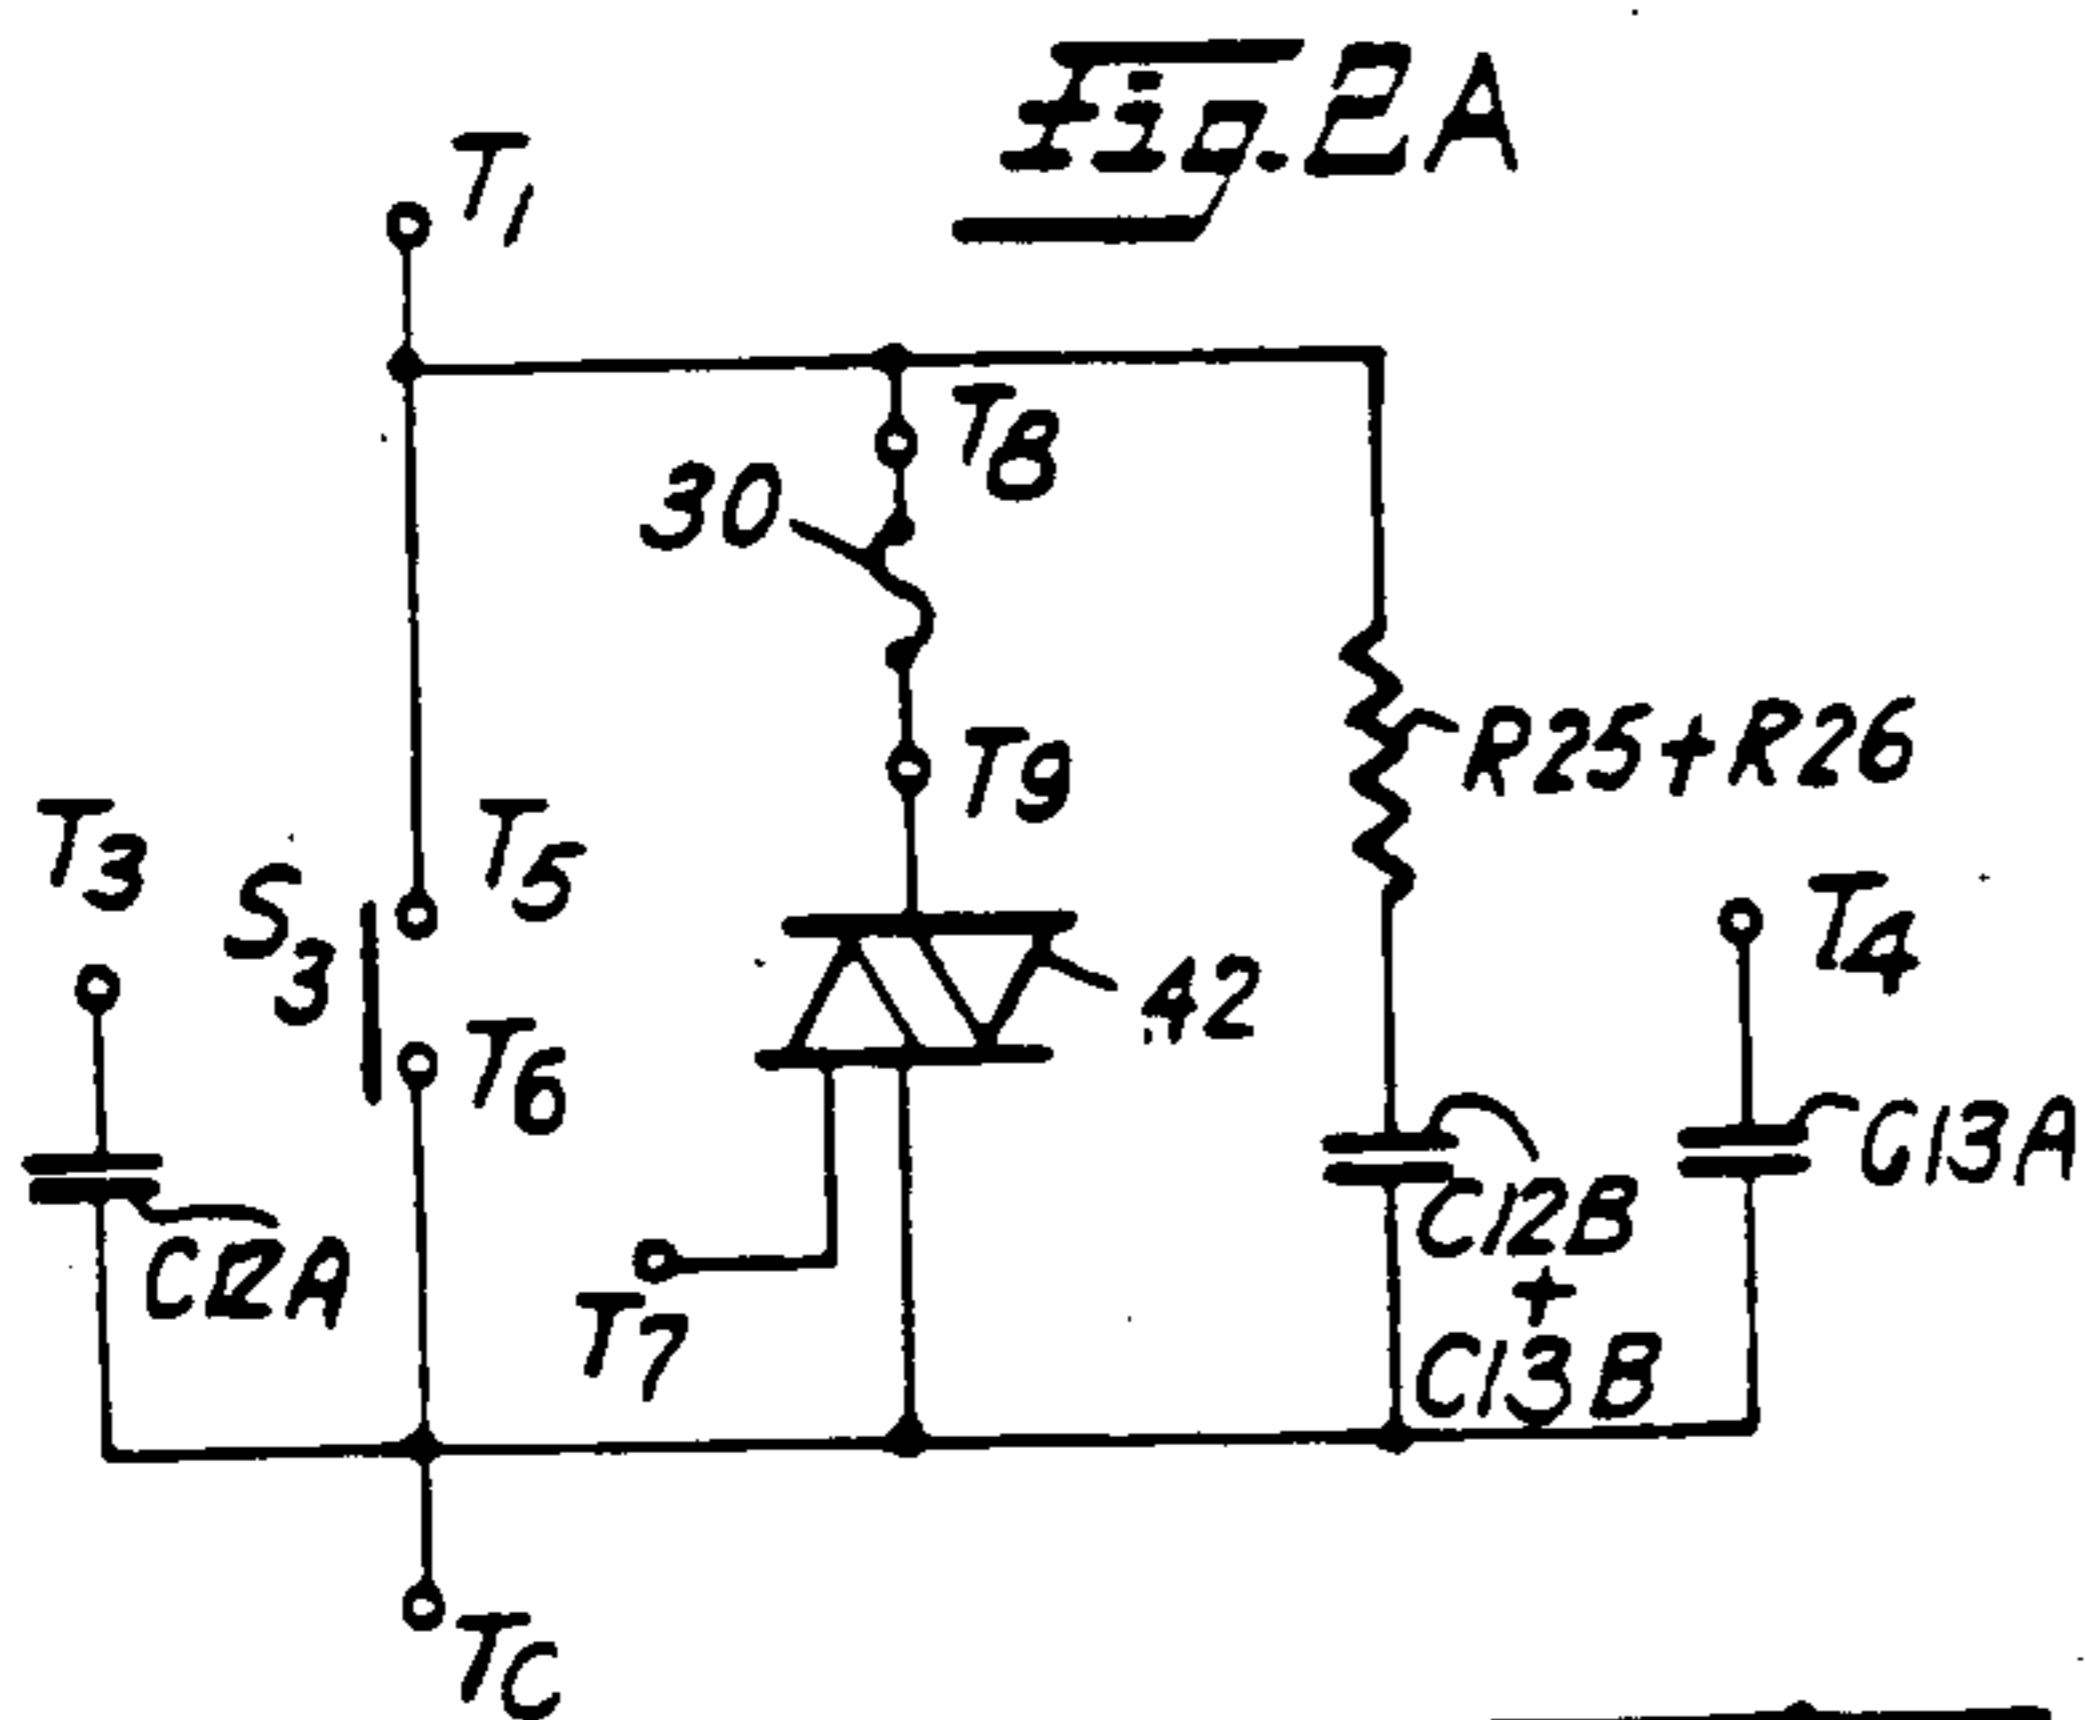 Fig. 2A
T1
T8
30
R25+R26
T9
T3
S3
T5
T4
42
T6
C13A
C12B
+
C13B
C12A
T7
TC